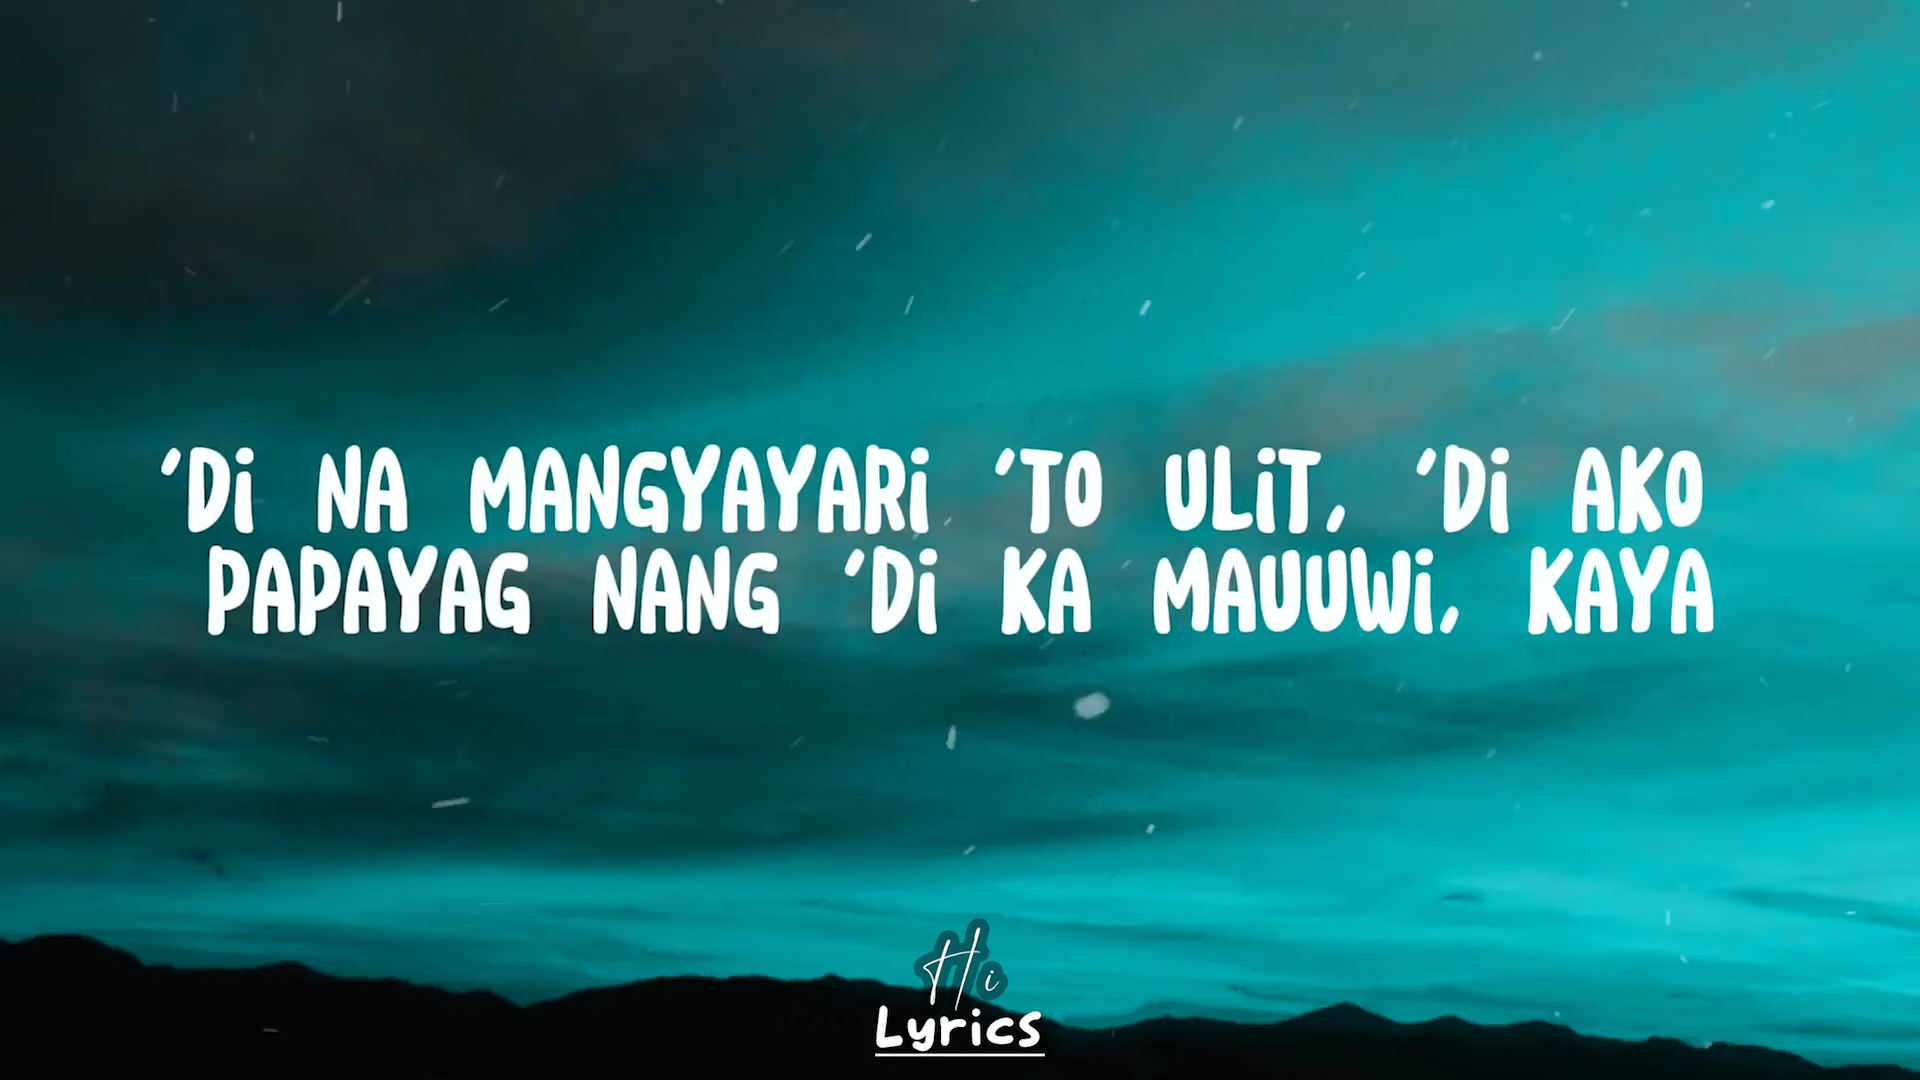 'Di NA MANGYAYARi 'TO ULiT, 'Di AKO
PAPAYAG NANG 'Di KA MAUUWi, KAYA
Hi
Lyrics